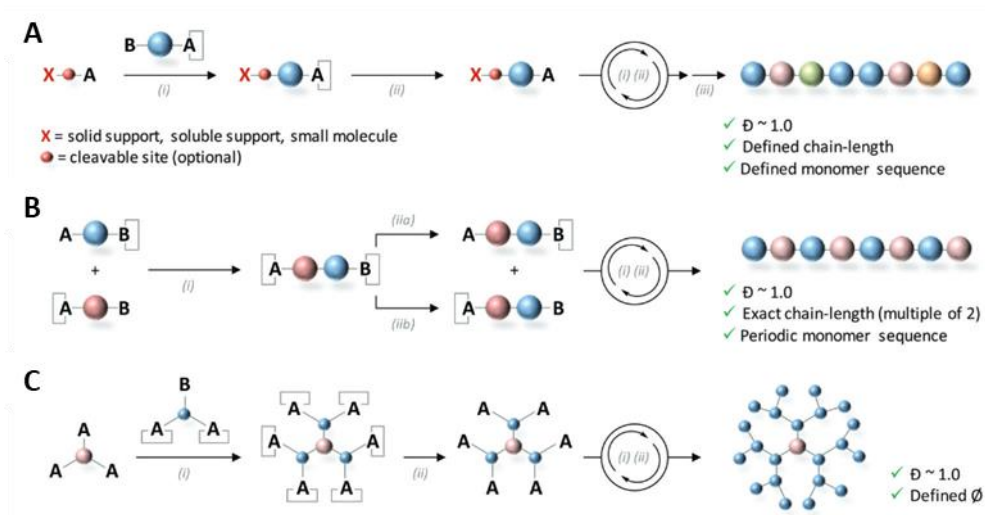 A
B A
X A (i) X A (ii) X A (i) (ii) (iii)
X = solid support, soluble support, small molecule
= cleavable site (optional)
✓ Đ ~ 1.0
✓ Defined chain-length
✓ Defined monomer sequence
B
A B
+
A B
(i)
A B
(iia)
(iib)
A B
+
A B
(i) (ii)
✓ Đ ~ 1.0
✓ Exact chain-length (multiple of 2)
✓ Periodic monomer sequence
C
A
A A
B
A A
(i)
A A
A A
A A
(ii)
A A
A A
A A
(i) (ii)
✓ Đ ~ 1.0
✓ Defined Ø